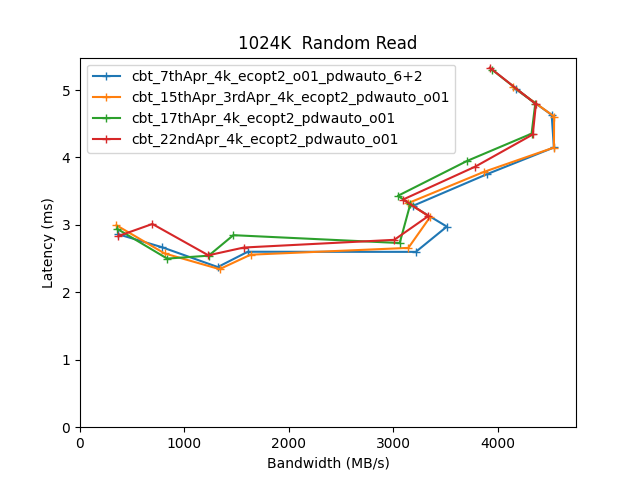 1024K  Random Read
cbt_7thApr_4k_ecopt2_o01_pdwauto_6+2
cbt_15thApr_3rdApr_4k_ecopt2_pdwauto_o01
cbt_17thApr_4k_ecopt2_pdwauto_o01
cbt_22ndApr_4k_ecopt2_pdwauto_o01
Latency (ms)
5
4
3
2
1
0
0 1000 2000 3000 4000
Bandwidth (MB/s)